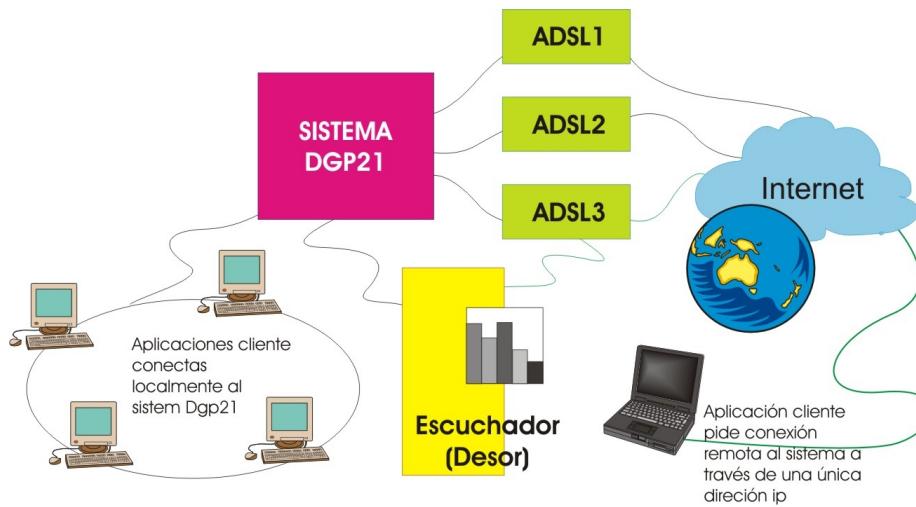 ADSL1
SISTEMA
DGP21
ADSL2
ADSL3
Internet
Aplicaciones cliente
conectas
localmente al
sistem Dgp21
Escuchador
(Desor)
Aplicación cliente
pide conexión
remota al sistema a
través de una única
direción ip